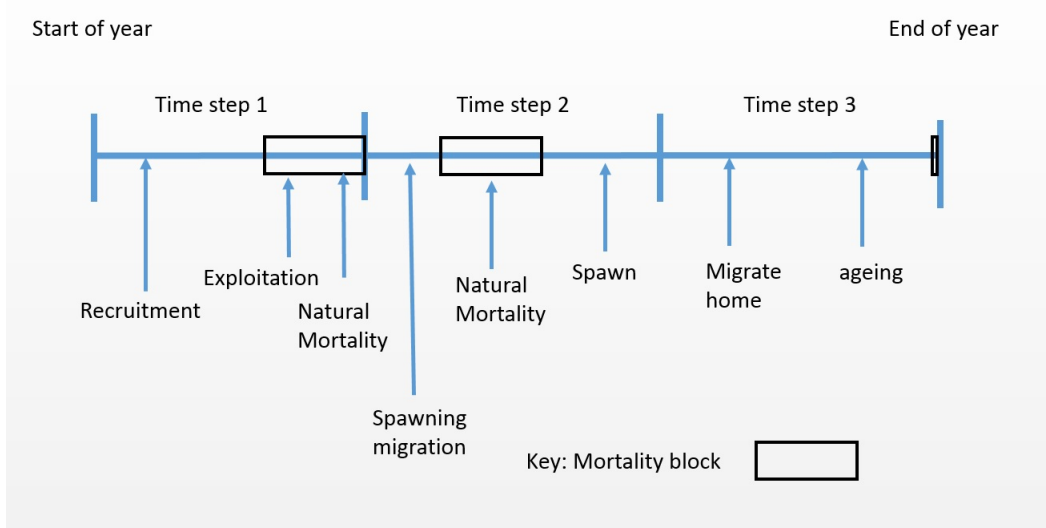 Start of year
End of year
Time step 1
Time step 2
Time step 3
Exploitation
Recruitment
Natural
Mortality
Spawning
migration
Natural
Mortality
Spawn
Migrate
home
ageing
Key: Mortality block